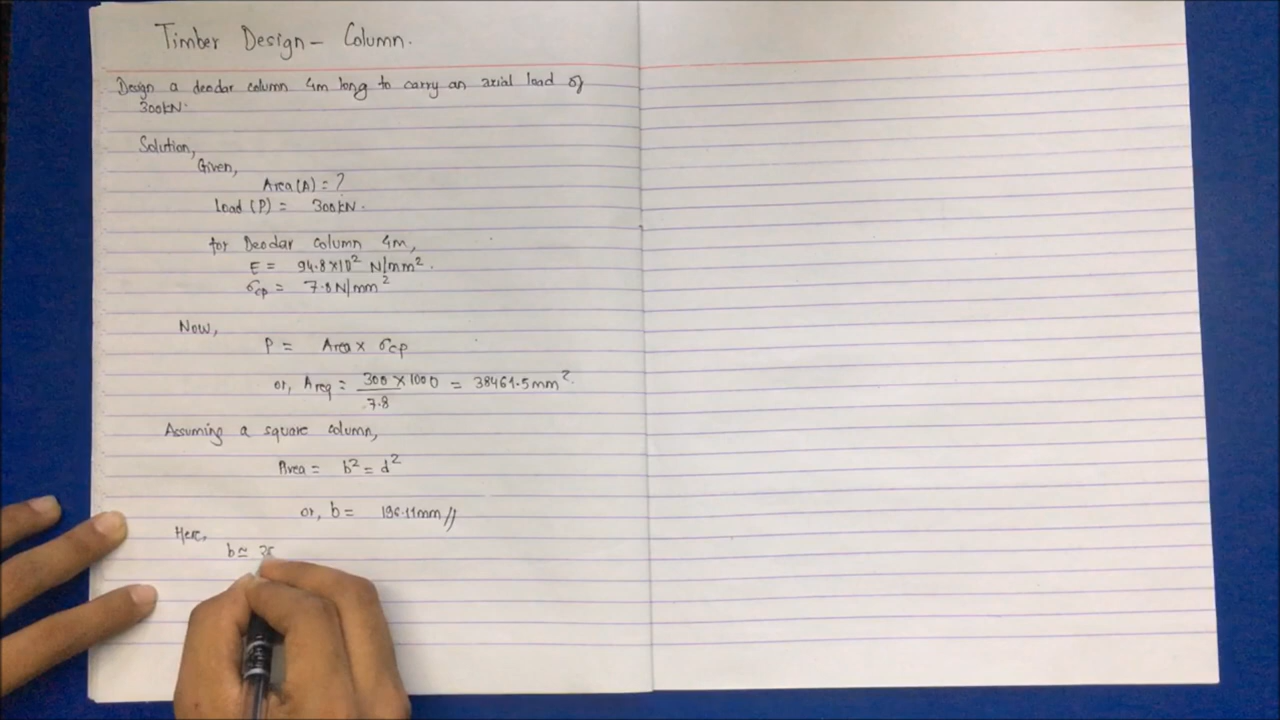 Timber Design - Column.
Design a deodar column 4m long to carry an axial load of
300kN.
Solution,
Given,
Area(A) = ?
Load (P) = 300kN.
for Deodar column 4m,
E = 94.8×10² N/mm².
σcp = 7.8 N/mm²
Now,
P = Area × σcp
or, Areq = 300 × 1000 / 7.8 = 38461.5mm².
Assuming a square column,
Area = b² = d²
or, b = 196.11mm//
Here,
b ≃